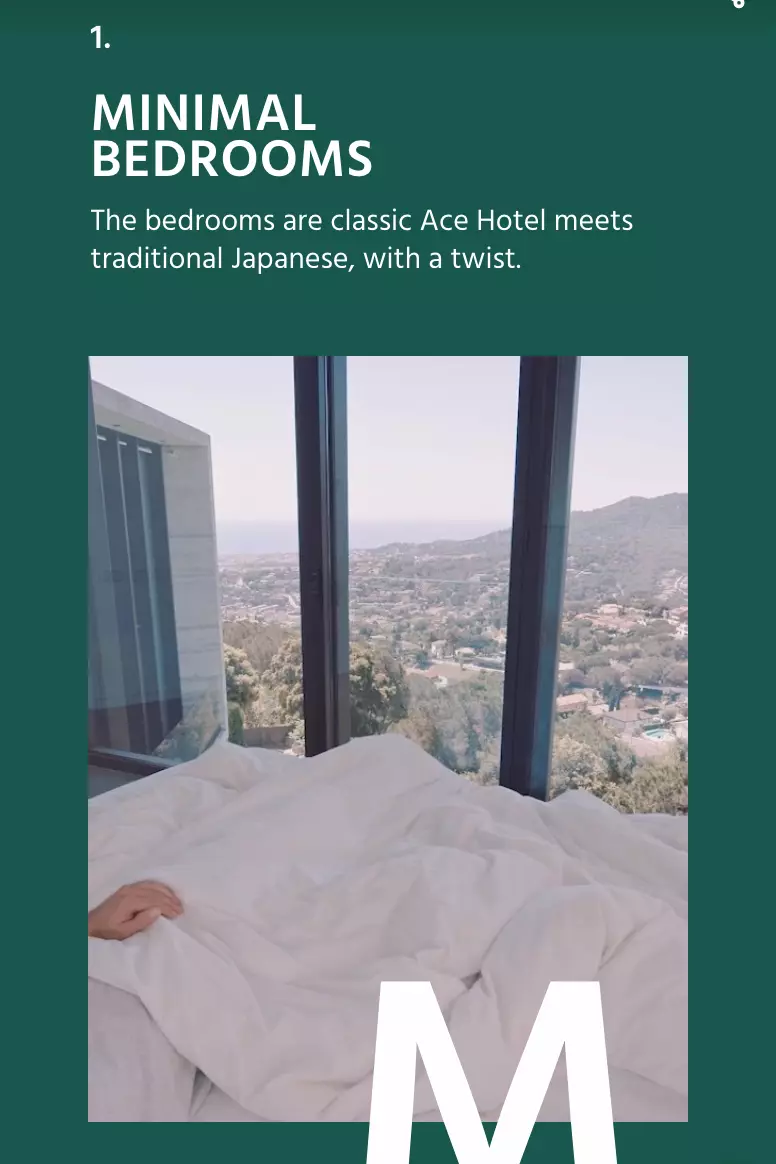 1.
MINIMAL
BEDROOMS
The bedrooms are classic Ace Hotel meets
traditional Japanese, with a twist.
M